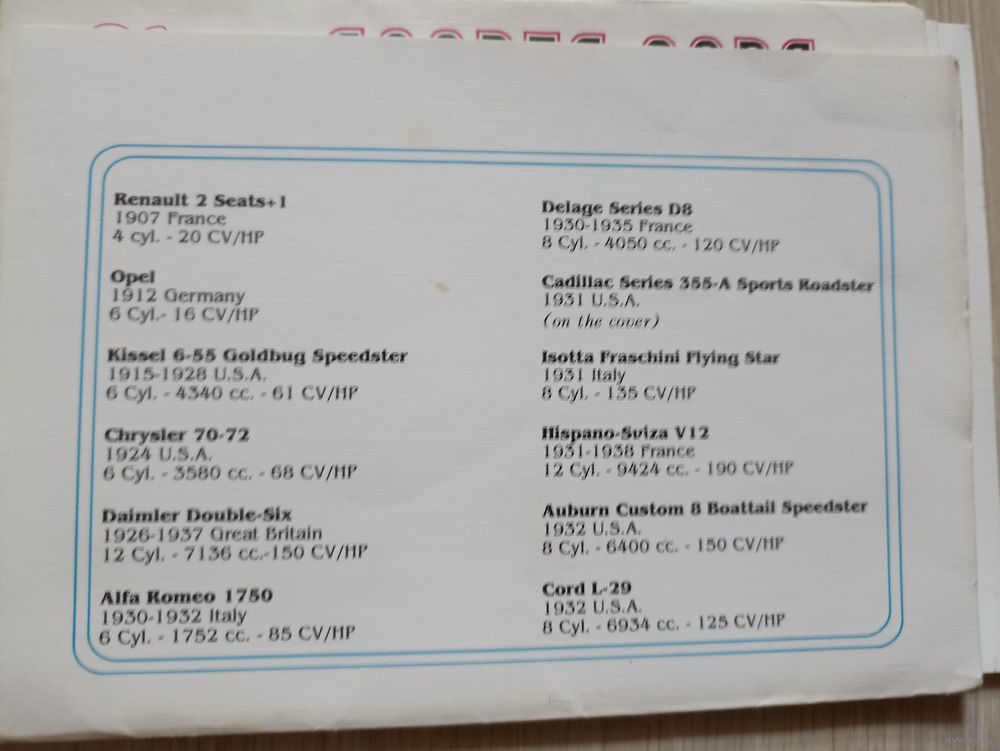 Renault 2 Seats+1
1907 France
4 cyl. - 20 CV/HP
Opel
1912 Germany
6 Cyl.- 16 CV/HP
Kissel 6-55 Goldbug Speedster
1915-1928 U.S.A.
6 Cyl. - 4340 cc. - 61 CV/HP
Chrysler 70-72
1924 U.S.A.
6 Cyl. - 3580 cc. - 68 CV/HP
Daimler Double-Six
1926-1937 Great Britain
12 Cyl. - 7136 cc.-150 CV/HP
Alfa Romeo 1750
1930-1932 Italy
6 Cyl. - 1752 cc. - 85 CV/HP
Delage Series D8
1930-1935 France
8 Cyl. - 4050 cc. - 120 CV/HP
Cadillac Series 355-A Sports Roadster
1931 U.S.A.
(on the cover)
Isotta Fraschini Flying Star
1931 Italy
8 Cyl. - 135 CV/HP
Hispano-Sviza V12
1931-1938 France
12 Cyl. - 9424 cc. - 190 CV/HP
Auburn Custom 8 Boattail Speedster
1932 U.S.A.
8 Cyl. - 6400 cc. - 150 CV/HP
Cord L-29
1932 U.S.A.
8 Cyl. - 6934 cc. - 125 CV/HP